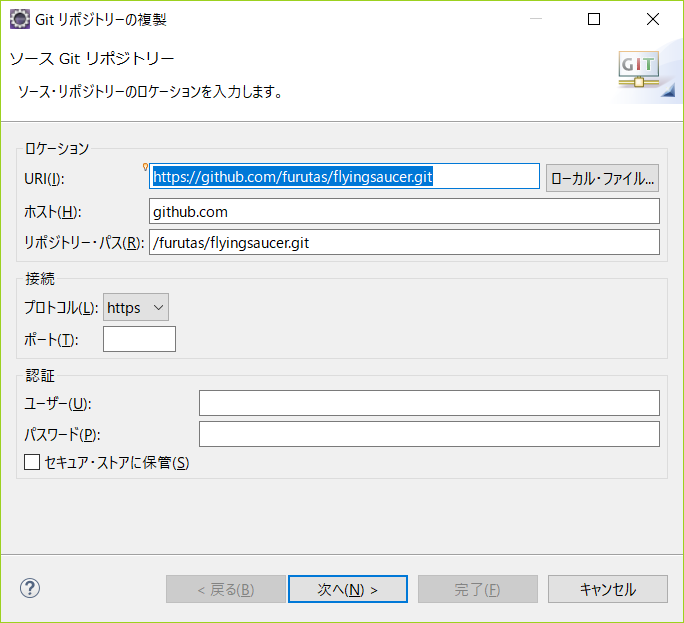 Git リポジトリーの複製
ソース Git リポジトリー
ソース・リポジトリーのロケーションを入力します。
GIT
ロケーション
URI(I): https://github.com/furutas/flyingsaucer.git ローカル・ファイル...
ホスト(H): github.com
リポジトリー・パス(R): /furutas/flyingsaucer.git
接続
プロトコル(L): https
ポート(T):
認証
ユーザー(U):
パスワード(P):
セキュア・ストアに保管(S)
? < 戻る(B) 次へ(N) > 完了(F) キャンセル